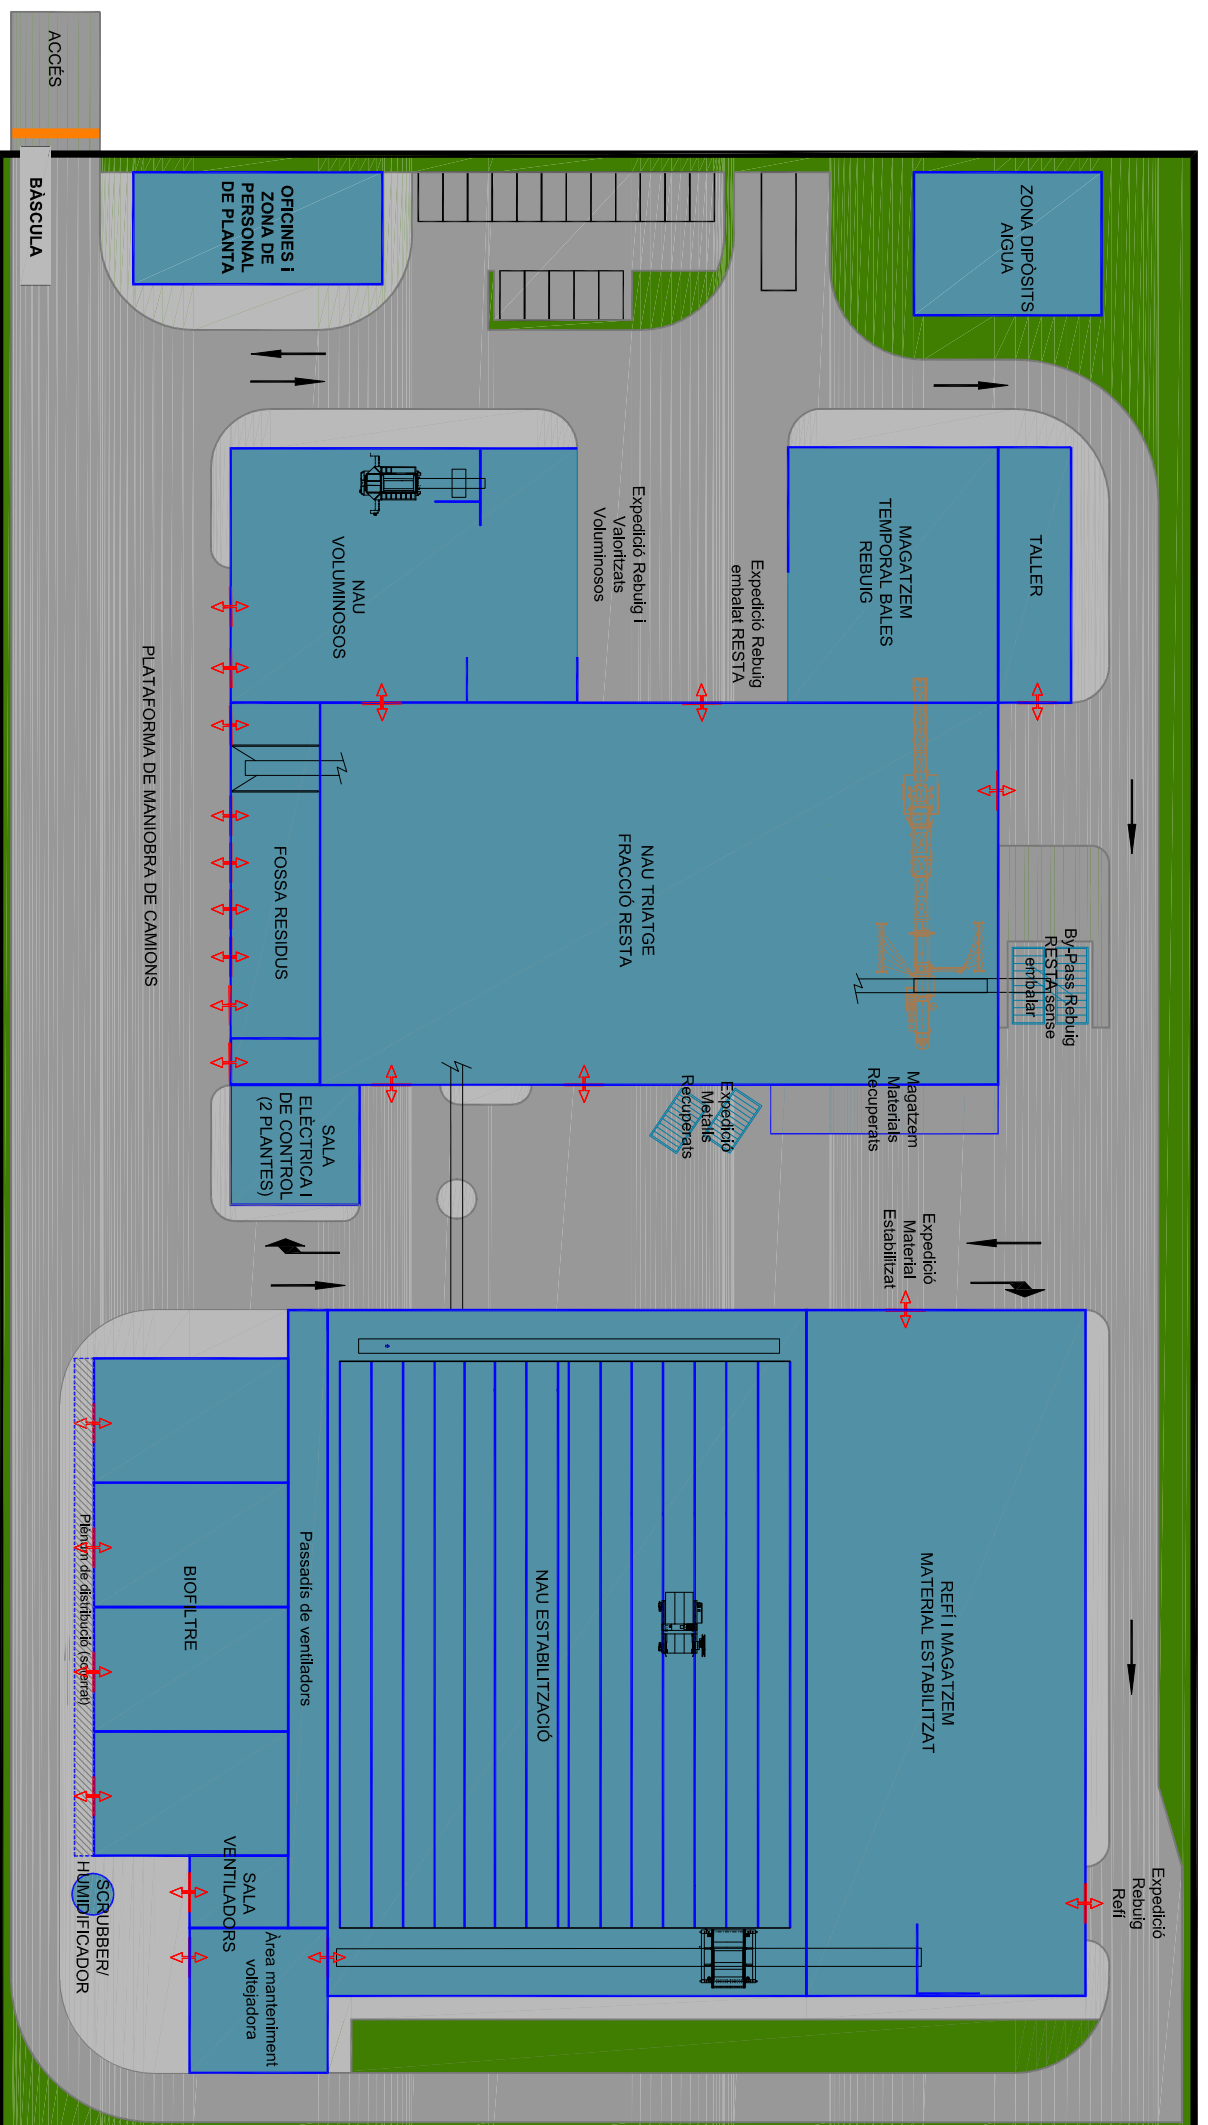 ACCÉS
BÀSCULA
OFICINES i
ZONA DE
PERSONAL
DE PLANTA
ZONA DIPÒSITS
AIGUA
NAU
VOLUMINOSOS
Expedició Rebuig i
Valoritzats
Voluminosos
Expedició Rebuig
embalat RESTA
MAGATZEM
TEMPORAL BALES
REBUIG
TALLER
PLATAFORMA DE MANIOBRA DE CAMIONS
FOSSA RESIDUS
NAU TRIATGE
FRACCIÓ RESTA
By-Pass Rebuig
RESTA sense
embalar
SALA
ELÈCTRICA I
DE CONTROL
(2 PLANTES)
Expedició
Metalls
Recuperats
Magatzem
Materials
Recuperats
Expedició
Material
Estabilitzat
Plènum de distribució (soterrat)
BIOFILTRE
Passadís de ventiladors
NAU ESTABILITZACIÓ
REFÍ I MAGATZEM
MATERIAL ESTABILITZAT
SCRUBBER/
HUMIDIFICADOR
SALA
VENTILADORS
Àrea manteniment
voltejadora
Expedició
Rebuig
Refí